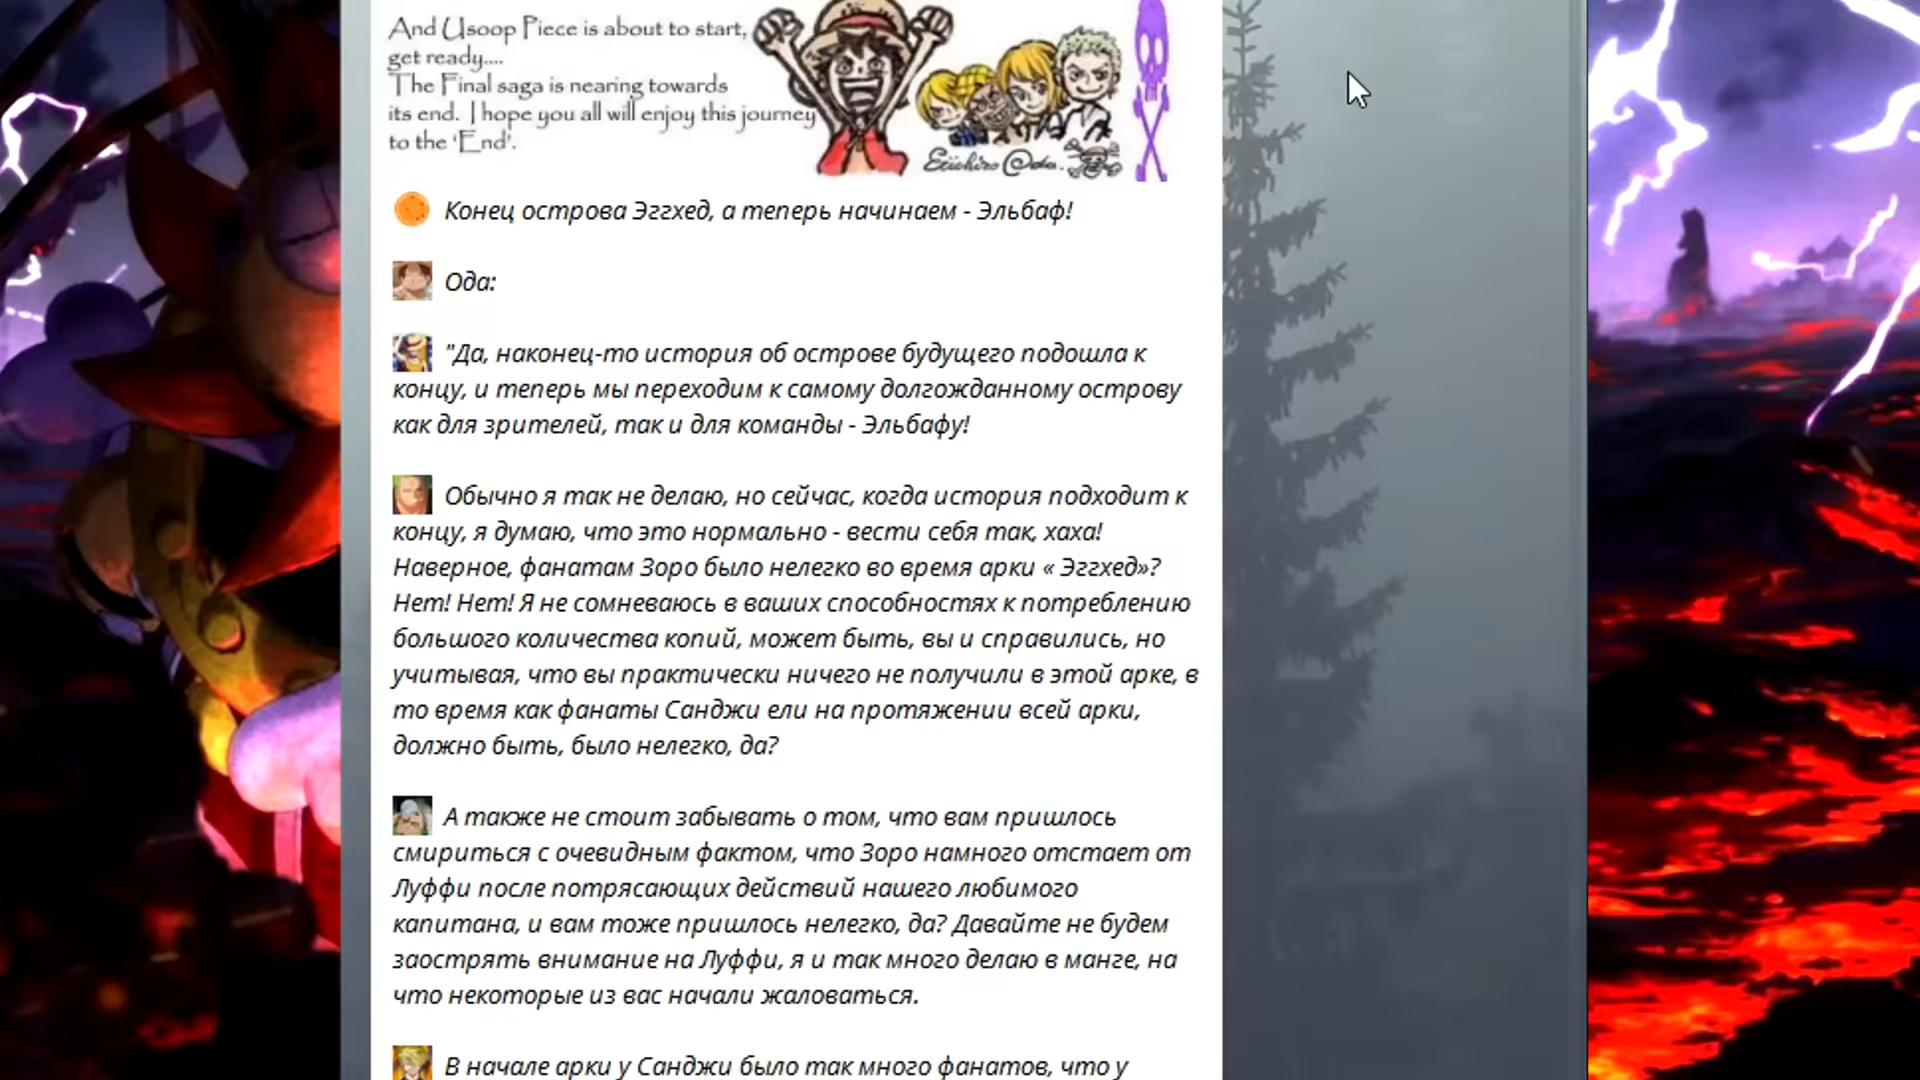 And Usoop Piece is about to start,
get ready....
The Final saga is nearing towards
its end. I hope you all will enjoy this journey
to the 'End'.
Eiichiro Oda.
Конец острова Эггхед, а теперь начинаем - Эльбаф!
Ода:
"Да, наконец-то история об острове будущего подошла к
концу, и теперь мы переходим к самому долгожданному острову
как для зрителей, так и для команды - Эльбафу!
Обычно я так не делаю, но сейчас, когда история подходит к
концу, я думаю, что это нормально - вести себя так, хаха!
Наверное, фанатам Зоро было нелегко во время арки « Эггхед»?
Нет! Нет! Я не сомневаюсь в ваших способностях к потреблению
большого количества копий, может быть, вы и справились, но
учитывая, что вы практически ничего не получили в этой арке, в
то время как фанаты Санджи ели на протяжении всей арки,
должно быть, было нелегко, да?
А также не стоит забывать о том, что вам пришлось
смириться с очевидным фактом, что Зоро намного отстает от
Луффи после потрясающих действий нашего любимого
капитана, и вам тоже пришлось нелегко, да? Давайте не будем
заострять внимание на Луффи, я и так много делаю в манге, на
что некоторые из вас начали жаловаться.
В начале арки у Санджи было так много фанатов, что у